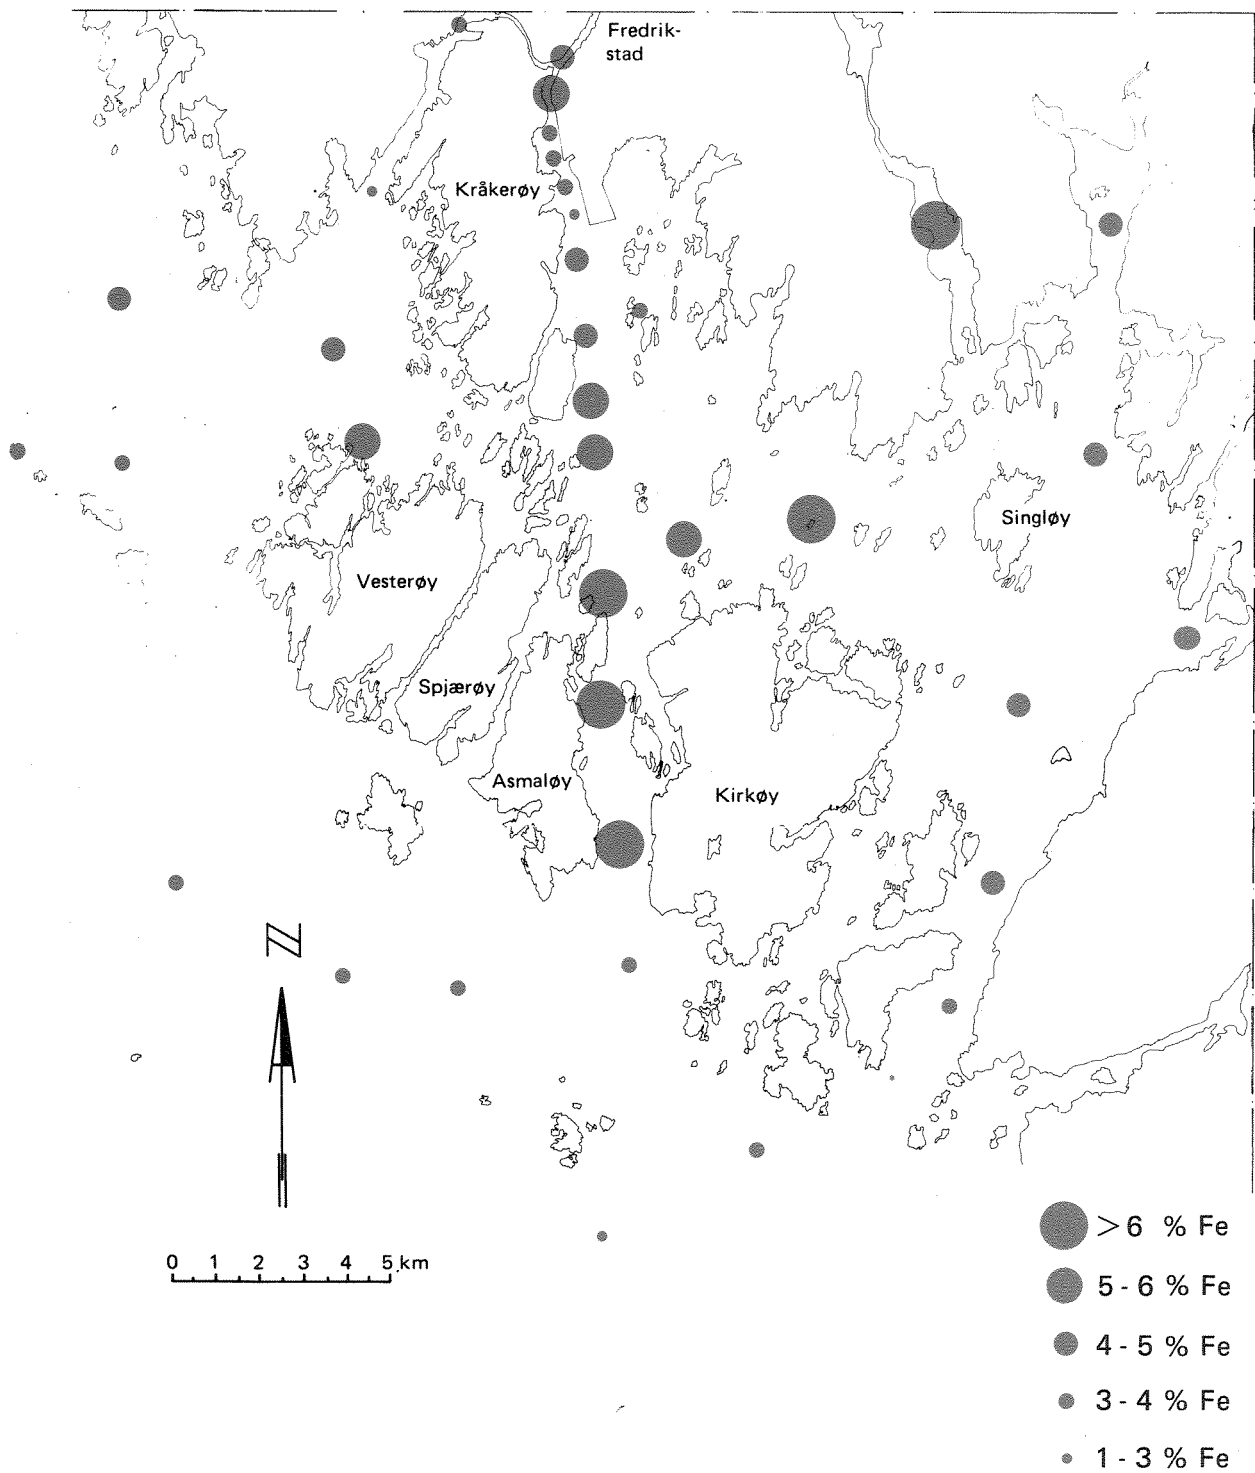 Fredrik-
stad
Kråkerøy
Singløy
Vesterøy
Spjærøy
Asmaløy
Kirkøy
N
0 1 2 3 4 5 km
>6 % Fe
5 - 6 % Fe
4 - 5 % Fe
3 - 4 % Fe
1 - 3 % Fe